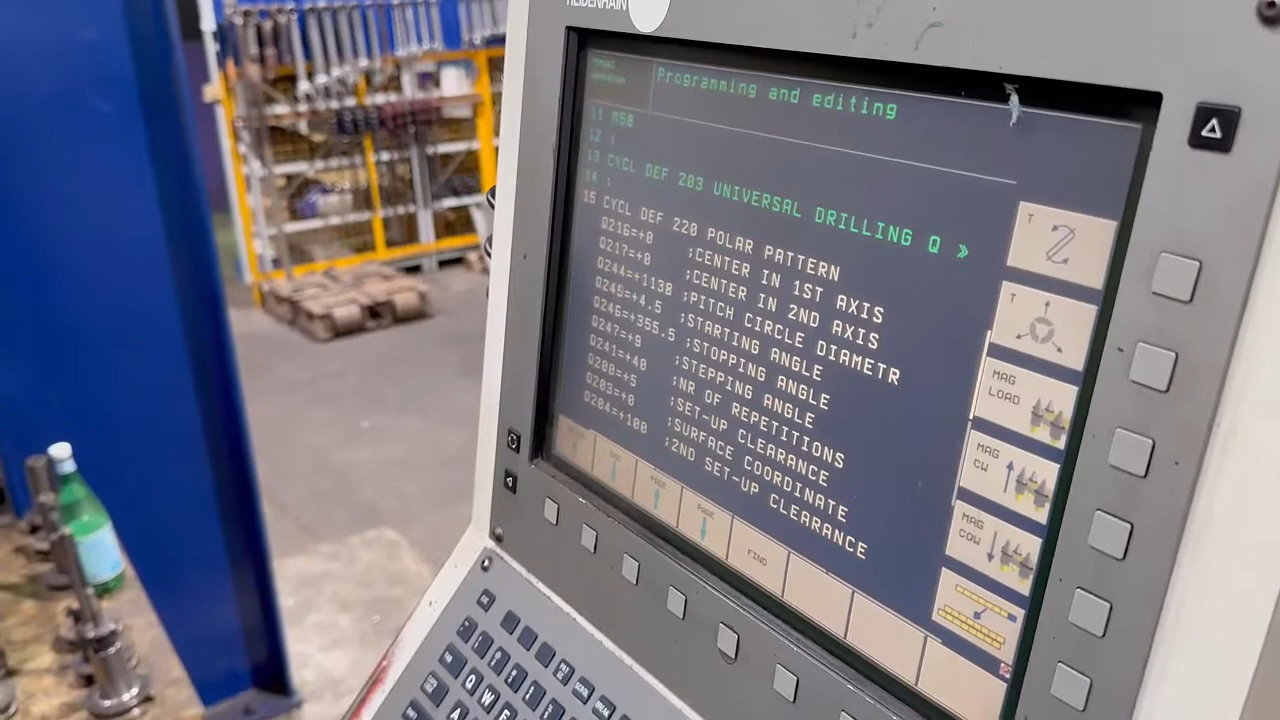 HEIDENHAIN
Manual operation
Programming and editing
11 M50
12 ;
13 CYCL DEF 203 UNIVERSAL DRILLING Q »
14 ;
15 CYCL DEF 220 POLAR PATTERN
Q216=+0 ;CENTER IN 1ST AXIS
Q217=+0 ;CENTER IN 2ND AXIS
Q244=+1138 ;PITCH CIRCLE DIAMETR
Q245=+4.5 ;STARTING ANGLE
Q246=+355.5 ;STOPPING ANGLE
Q247=+9 ;STEPPING ANGLE
Q241=+40 ;NR OF REPETITIONS
Q200=+5 ;SET-UP CLEARANCE
Q203=+0 ;SURFACE COORDINATE
Q204=+100 ;2ND SET-UP CLEARANCE
T
T
MAG
LOAD
MAG
CW
MAG
CCW
END
PAGE
PAGE
FIND
Q
W
E
A